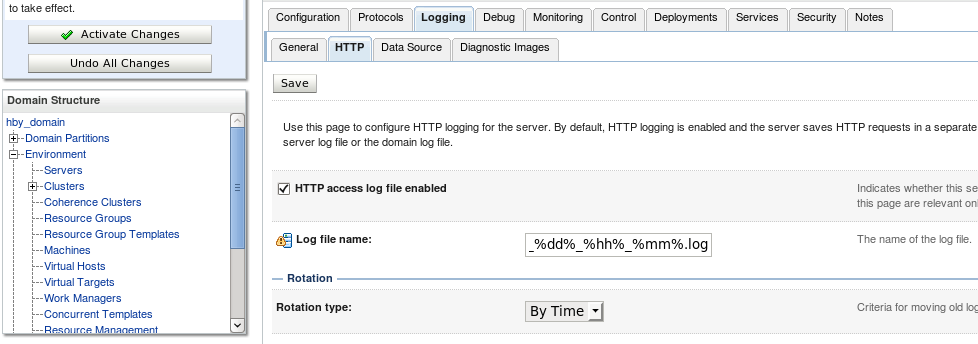 to take effect.
Activate Changes
Undo All Changes
Domain Structure
hby_domain
Domain Partitions
Environment
Servers
Clusters
Coherence Clusters
Resource Groups
Resource Group Templates
Machines
Virtual Hosts
Virtual Targets
Work Managers
Concurrent Templates
Resource Management
Configuration Protocols Logging Debug Monitoring Control Deployments Services Security Notes
General HTTP Data Source Diagnostic Images
Save
Use this page to configure HTTP logging for the server. By default, HTTP logging is enabled and the server saves HTTP requests in a separate
server log file or the domain log file.
HTTP access log file enabled
Indicates whether this se
this page are relevant onl
Log file name:
_%dd%_%hh%_%mm%.log
The name of the log file.
Rotation
Rotation type:
By Time
Criteria for moving old log